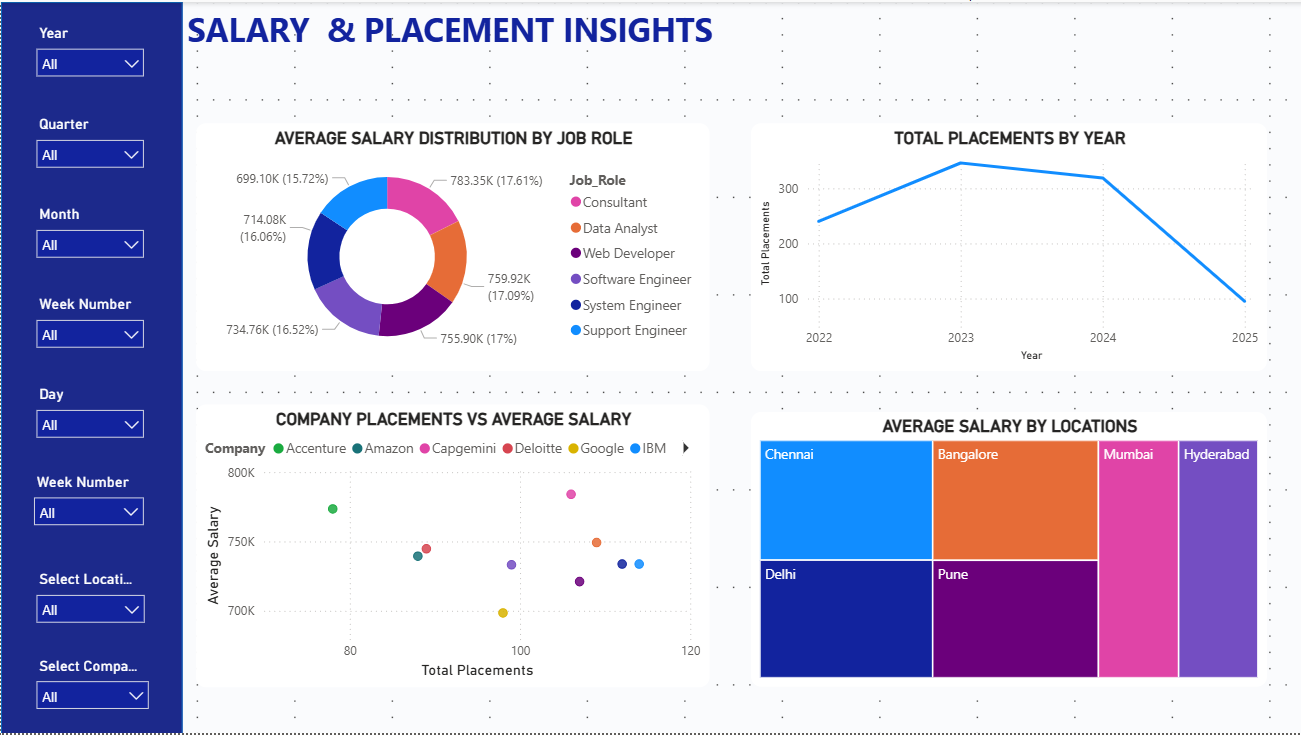 SALARY  & PLACEMENT INSIGHTS
Year
All
Quarter
All
Month
All
Week Number
All
Day
All
Week Number
All
Select Locati...
All
Select Compa...
All
AVERAGE SALARY DISTRIBUTION BY JOB ROLE
699.10K (15.72%)
783.35K (17.61%)
714.08K
(16.06%)
759.92K
(17.09%)
734.76K (16.52%)
755.90K (17%)
Job_Role
Consultant
Data Analyst
Web Developer
Software Engineer
System Engineer
Support Engineer
TOTAL PLACEMENTS BY YEAR
Total Placements
300
200
100
2022 2023 2024 2025
Year
COMPANY PLACEMENTS VS AVERAGE SALARY
Company Accenture Amazon Capgemini Deloitte Google IBM
Average Salary
800K
750K
700K
80 100 120
Total Placements
AVERAGE SALARY BY LOCATIONS
Chennai Bangalore Mumbai Hyderabad
Delhi Pune